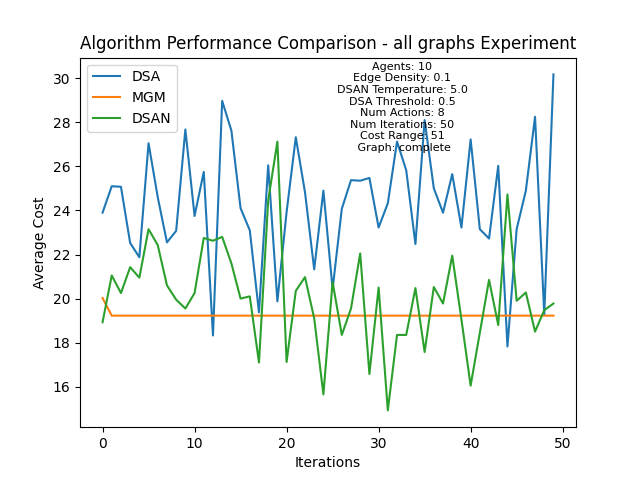 Algorithm Performance Comparison - all graphs Experiment
DSA
MGM
DSAN
Agents: 10
Edge Density: 0.1
DSAN Temperature: 5.0
DSA Threshold: 0.5
Num Actions: 8
Num Iterations: 50
Cost Range: 51
Graph: complete
Average Cost
30
28
26
24
22
20
18
16
0
10
20
30
40
50
Iterations